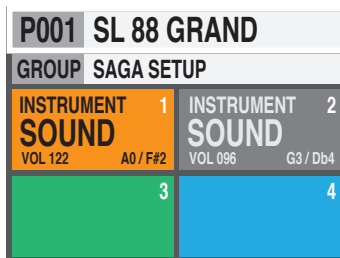 P001 SL 88 GRAND
GROUP SAGA SETUP
INSTRUMENT 1
SOUND
VOL 122 A0 / F#2
INSTRUMENT 2
SOUND
VOL 096 G3 / Db4
3
4